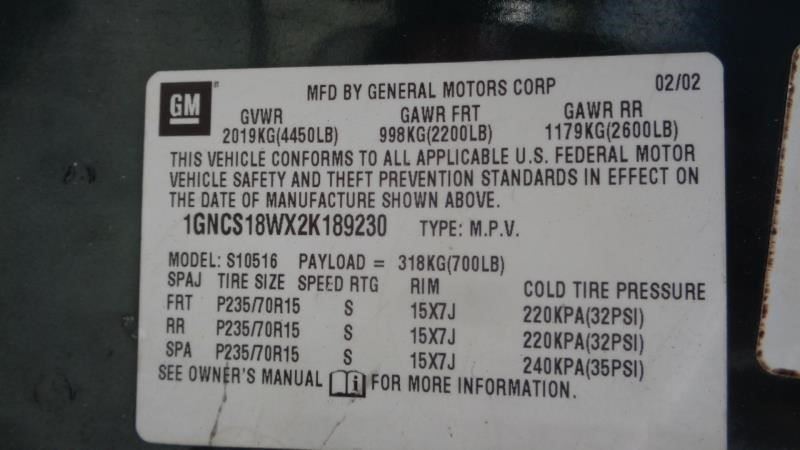 GM MFD BY GENERAL MOTORS CORP 02/02
GVWR GAWR FRT GAWR RR
2019KG(4450LB) 998KG(2200LB) 1179KG(2600LB)
THIS VEHICLE CONFORMS TO ALL APPLICABLE U.S. FEDERAL MOTOR
VEHICLE SAFETY AND THEFT PREVENTION STANDARDS IN EFFECT ON
THE DATE OF MANUFACTURE SHOWN ABOVE.
1GNCS18WX2K189230 TYPE: M.P.V.
MODEL: S10516 PAYLOAD = 318KG(700LB)
SPAJ TIRE SIZE SPEED RTG RIM COLD TIRE PRESSURE
FRT P235/70R15 S 15X7J 220KPA(32PSI)
RR P235/70R15 S 15X7J 220KPA(32PSI)
SPA P235/70R15 S 15X7J 240KPA(35PSI)
SEE OWNER'S MANUAL i FOR MORE INFORMATION.